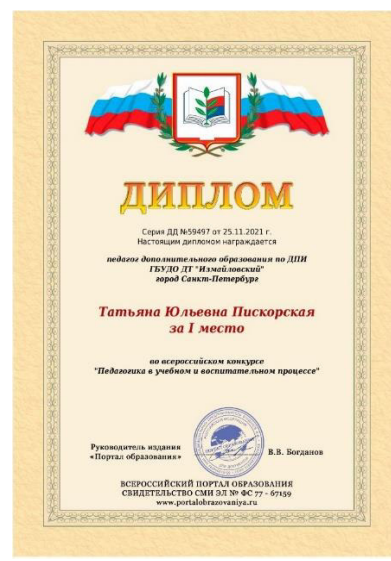 ДИПЛОМ
Серия ДД №59497 от 25.11.2021 г.
Настоящим дипломом награждается
педагог дополнительного образования по ДПИ
ГБУДО ДТ "Измайловский"
город Санкт-Петербург
Татьяна Юльевна Пискорская
за I место
во всероссийском конкурсе
"Педагогика в учебном и воспитательном процессе"
Руководитель издания
«Портал образования»
В.В. Богданов
ВСЕРОССИЙСКИЙ ПОРТАЛ ОБРАЗОВАНИЯ
СВИДЕТЕЛЬСТВО СМИ ЭЛ № ФС 77 - 67159
www.portalobrazovaniya.ru